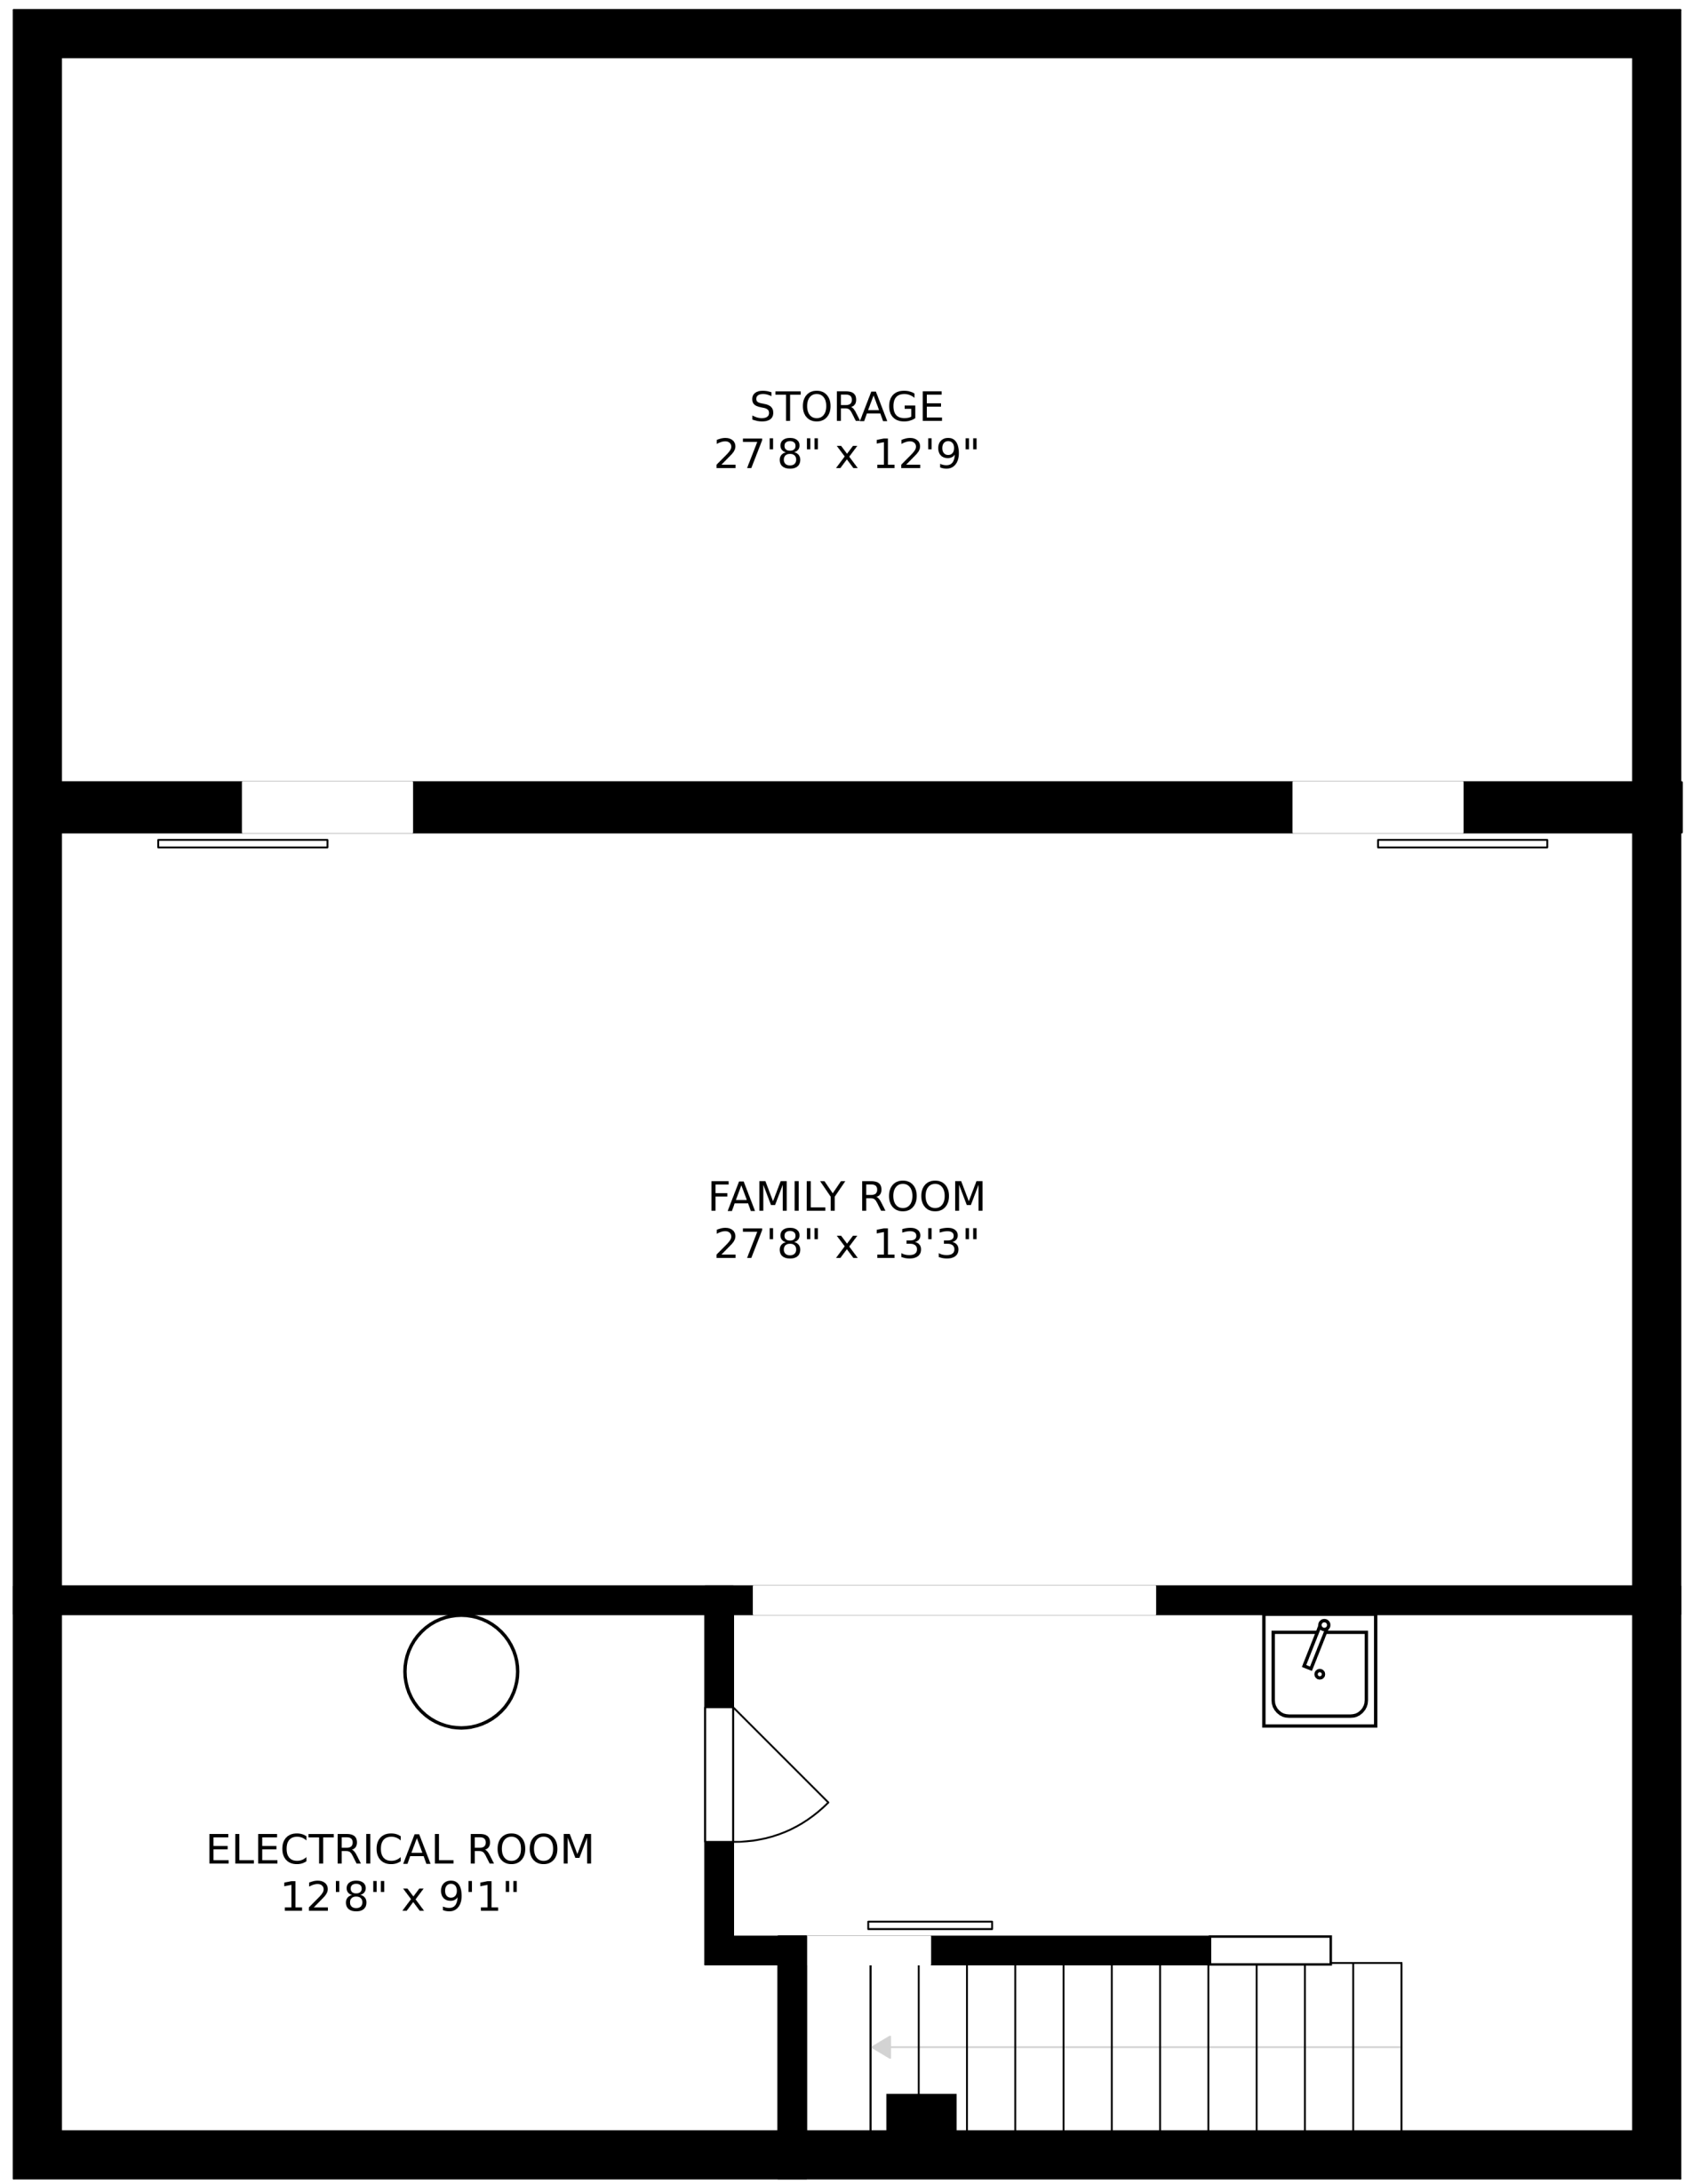 STORAGE
27'8" x 12'9"
FAMILY ROOM
27'8" x 13'3"
ELECTRICAL ROOM
12'8" x 9'1"